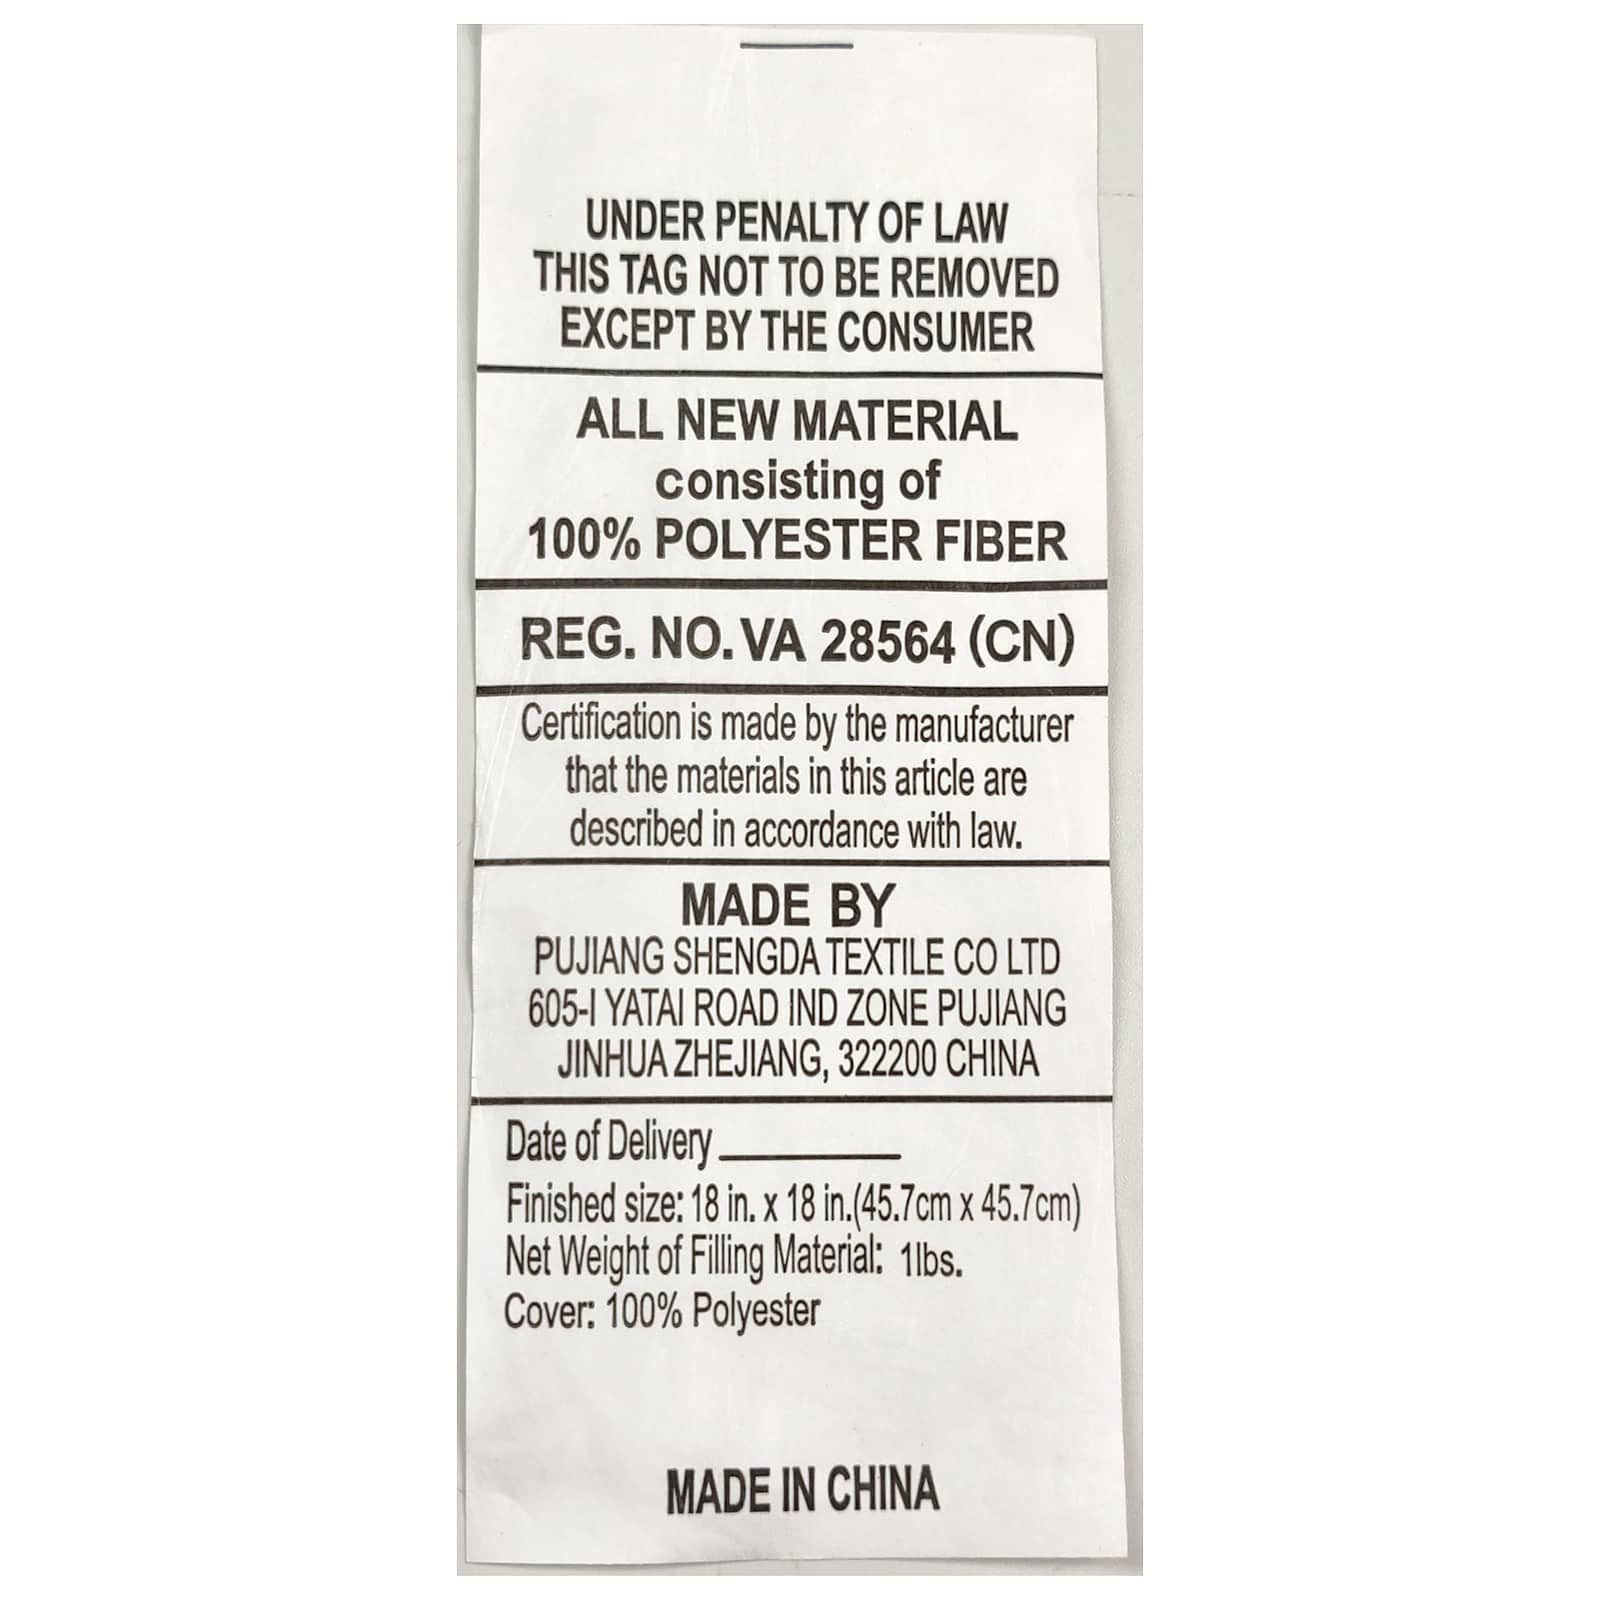 UNDER PENALTY OF LAW
THIS TAG NOT TO BE REMOVED
EXCEPT BY THE CONSUMER
ALL NEW MATERIAL
consisting of
100% POLYESTER FIBER
REG. NO. VA 28564 (CN)
Certification is made by the manufacturer
that the materials in this article are
described in accordance with law.
MADE BY
PUJIANG SHENGDA TEXTILE CO LTD
605-I YATAI ROAD IND ZONE PUJIANG
JINHUA ZHEJIANG, 322200 CHINA
Date of Delivery
Finished size: 18 in. x 18 in.(45.7cm x 45.7cm)
Net Weight of Filling Material: 1lbs.
Cover: 100% Polyester
MADE IN CHINA